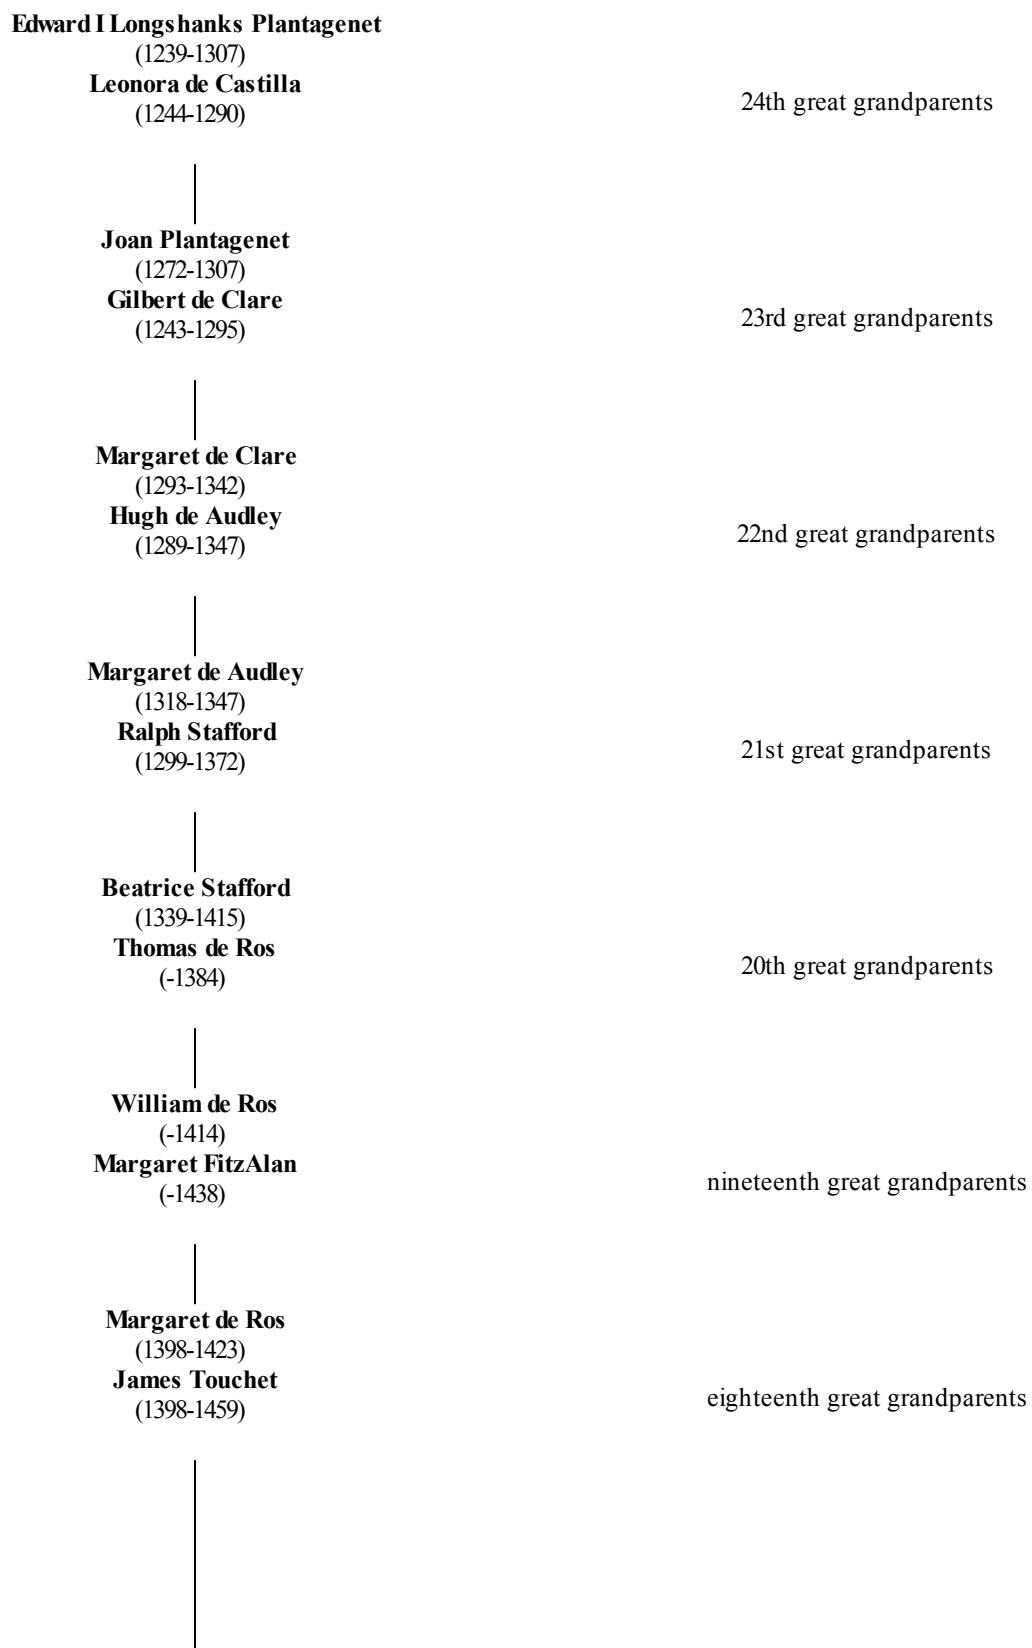 Edward I Longshanks Plantagenet
(1239-1307)
Leonora de Castilla
(1244-1290)
24th great grandparents
Joan Plantagenet
(1272-1307)
Gilbert de Clare
(1243-1295)
23rd great grandparents
Margaret de Clare
(1293-1342)
Hugh de Audley
(1289-1347)
22nd great grandparents
Margaret de Audley
(1318-1347)
Ralph Stafford
(1299-1372)
21st great grandparents
Beatrice Stafford
(1339-1415)
Thomas de Ros
(-1384)
20th great grandparents
William de Ros
(-1414)
Margaret FitzAlan
(-1438)
nineteenth great grandparents
Margaret de Ros
(1398-1423)
James Touchet
(1398-1459)
eighteenth great grandparents